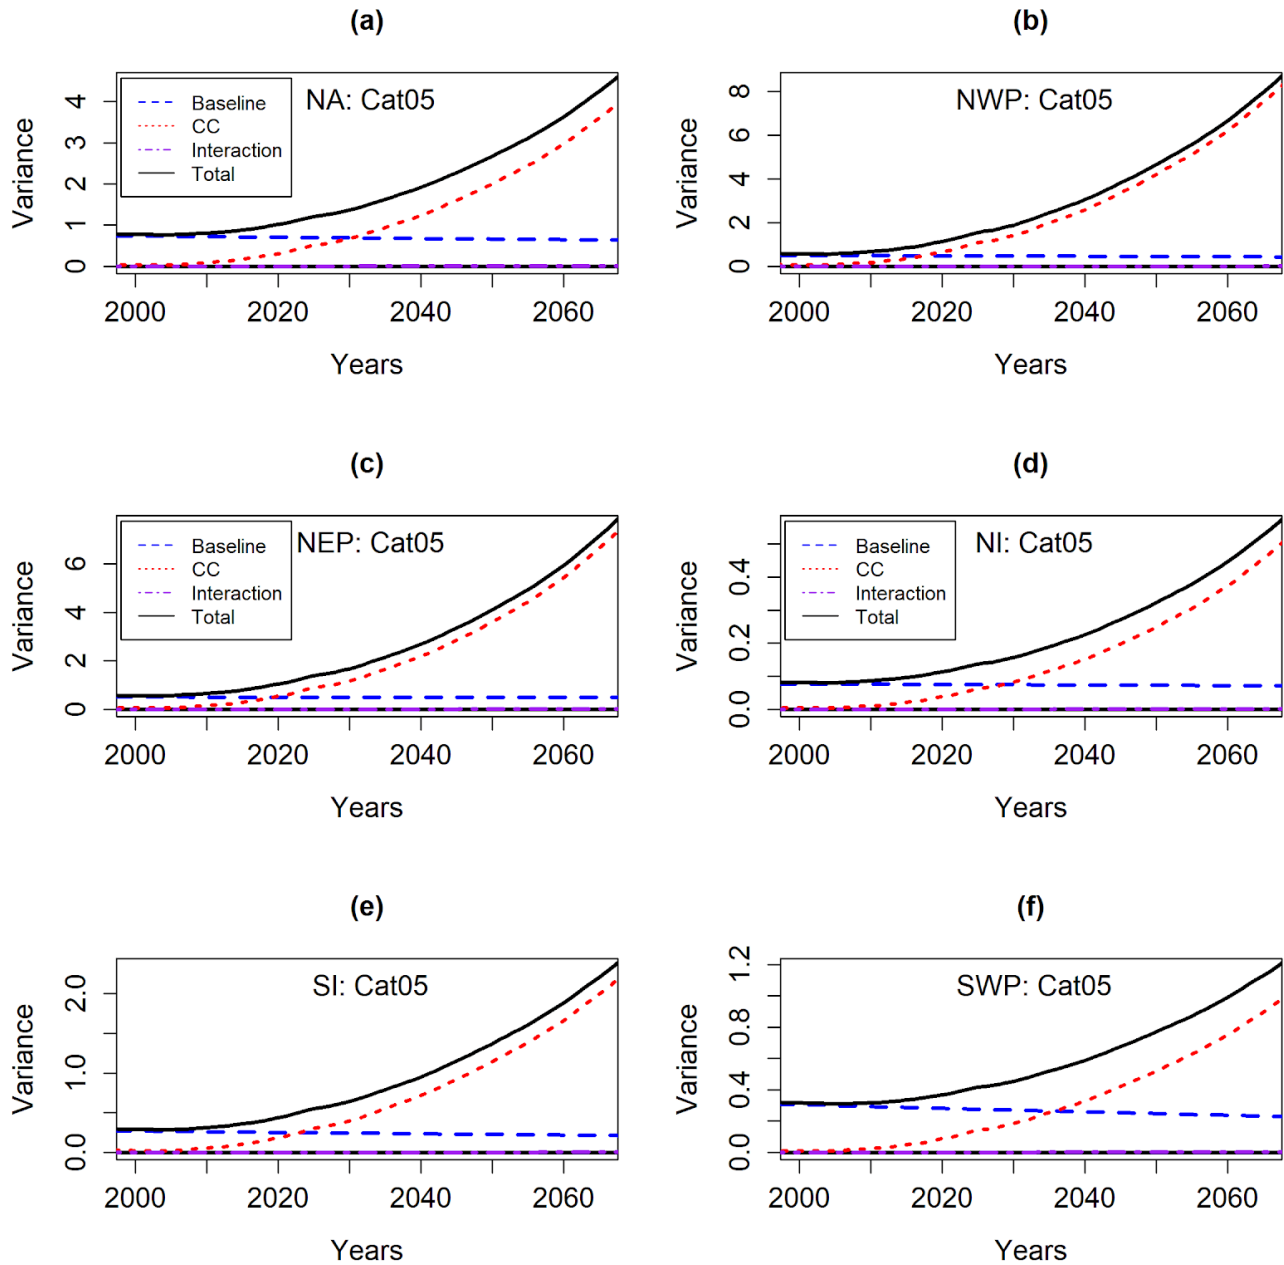 (a)
NA: Cat05
Baseline
CC
Interaction
Total
Variance
0
1
2
3
4
2000
2020
2040
2060
Years
(b)
NWP: Cat05
Variance
0
2
4
6
8
2000
2020
2040
2060
Years
(c)
NEP: Cat05
Baseline
CC
Interaction
Total
Variance
0
2
4
6
2000
2020
2040
2060
Years
(d)
NI: Cat05
Baseline
CC
Interaction
Total
Variance
0.0
0.2
0.4
2000
2020
2040
2060
Years
(e)
SI: Cat05
Variance
0.0
1.0
2.0
2000
2020
2040
2060
Years
(f)
SWP: Cat05
Variance
0.0
0.4
0.8
1.2
2000
2020
2040
2060
Years